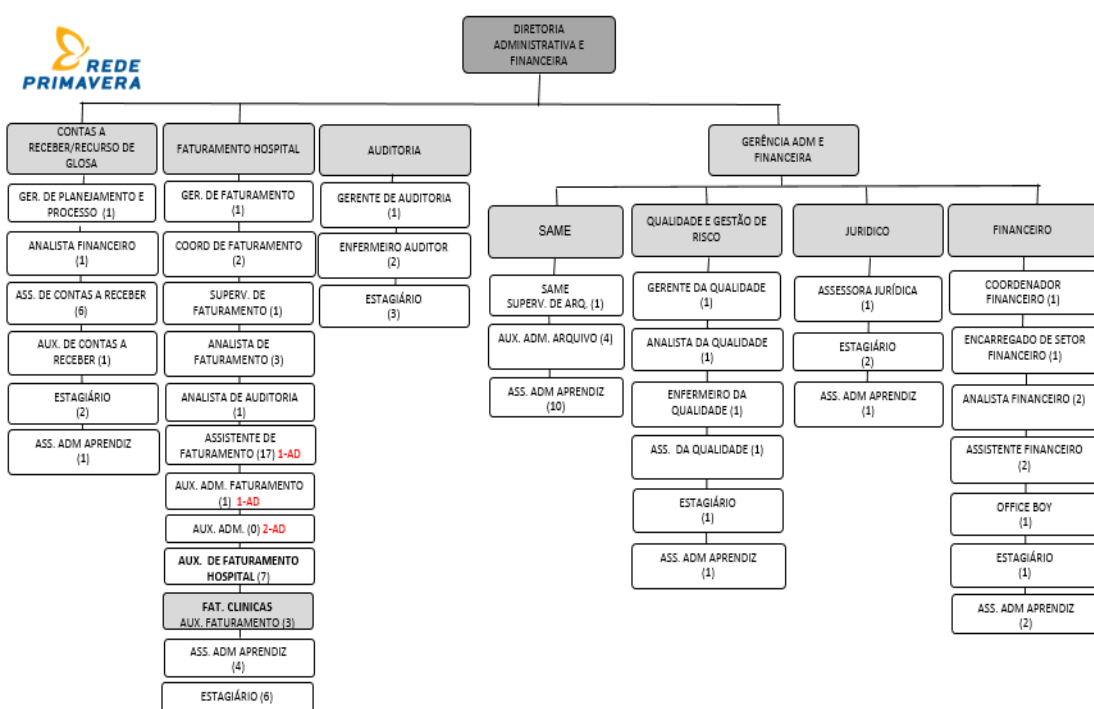 DIRETORIA
ADMINISTRATIVA E
FINANCEIRA
REDE
PRIMAVERA
CONTAS A
RECEBER/RECURSO DE
GLOSA
GER. DE PLANEJAMENTO E
PROCESSO (1)
ANALISTA FINANCEIRO
(1)
ASS. DE CONTAS A RECEBER
(6)
AUX. DE CONTAS A
RECEBER (1)
ESTAGIÁRIO
(2)
ASS. ADM APRENDIZ
(1)
FATURAMENTO HOSPITAL
GER. DE FATURAMENTO
(1)
COORD DE FATURAMENTO
(2)
SUPERV. DE
FATURAMENTO (1)
ANALISTA DE
FATURAMENTO (3)
ANALISTA DE AUDITORIA
(1)
ASSISTENTE DE
FATURAMENTO (17) 1-AD
AUX. ADM. FATURAMENTO
(1) 1-AD
AUX. ADM. (0) 2-AD
AUX. DE FATURAMENTO
HOSPITAL (7)
FAT. CLINICAS
AUX. FATURAMENTO (3)
ASS. ADM APRENDIZ
(4)
ESTAGIÁRIO (6)
AUDITORIA
GERENTE DE AUDITORIA
(1)
ENFERMEIRO AUDITOR
(2)
ESTAGIÁRIO
(3)
GERÊNCIA ADM E
FINANCEIRA
SAME
SAME
SUPERV. DE ARQ. (1)
AUX. ADM. ARQUIVO (4)
ASS. ADM APRENDIZ
(10)
QUALIDADE E GESTÃO DE
RISCO
GERENTE DA QUALIDADE
(1)
ANALISTA DA QUALIDADE
(1)
ENFERMEIRO DA
QUALIDADE (1)
ASS. DA QUALIDADE (1)
ESTAGIÁRIO
(1)
ASS. ADM APRENDIZ
(1)
JURIDICO
ASSESSORA JURÍDICA
(1)
ESTAGIÁRIO
(2)
ASS. ADM APRENDIZ
(1)
FINANCEIRO
COORDENADOR
FINANCEIRO (1)
ENCARREGADO DE SETOR
FINANCEIRO (1)
ANALISTA FINANCEIRO (2)
ASSISTENTE FINANCEIRO
(2)
OFFICE BOY
(1)
ESTAGIÁRIO
(1)
ASS. ADM APRENDIZ
(2)